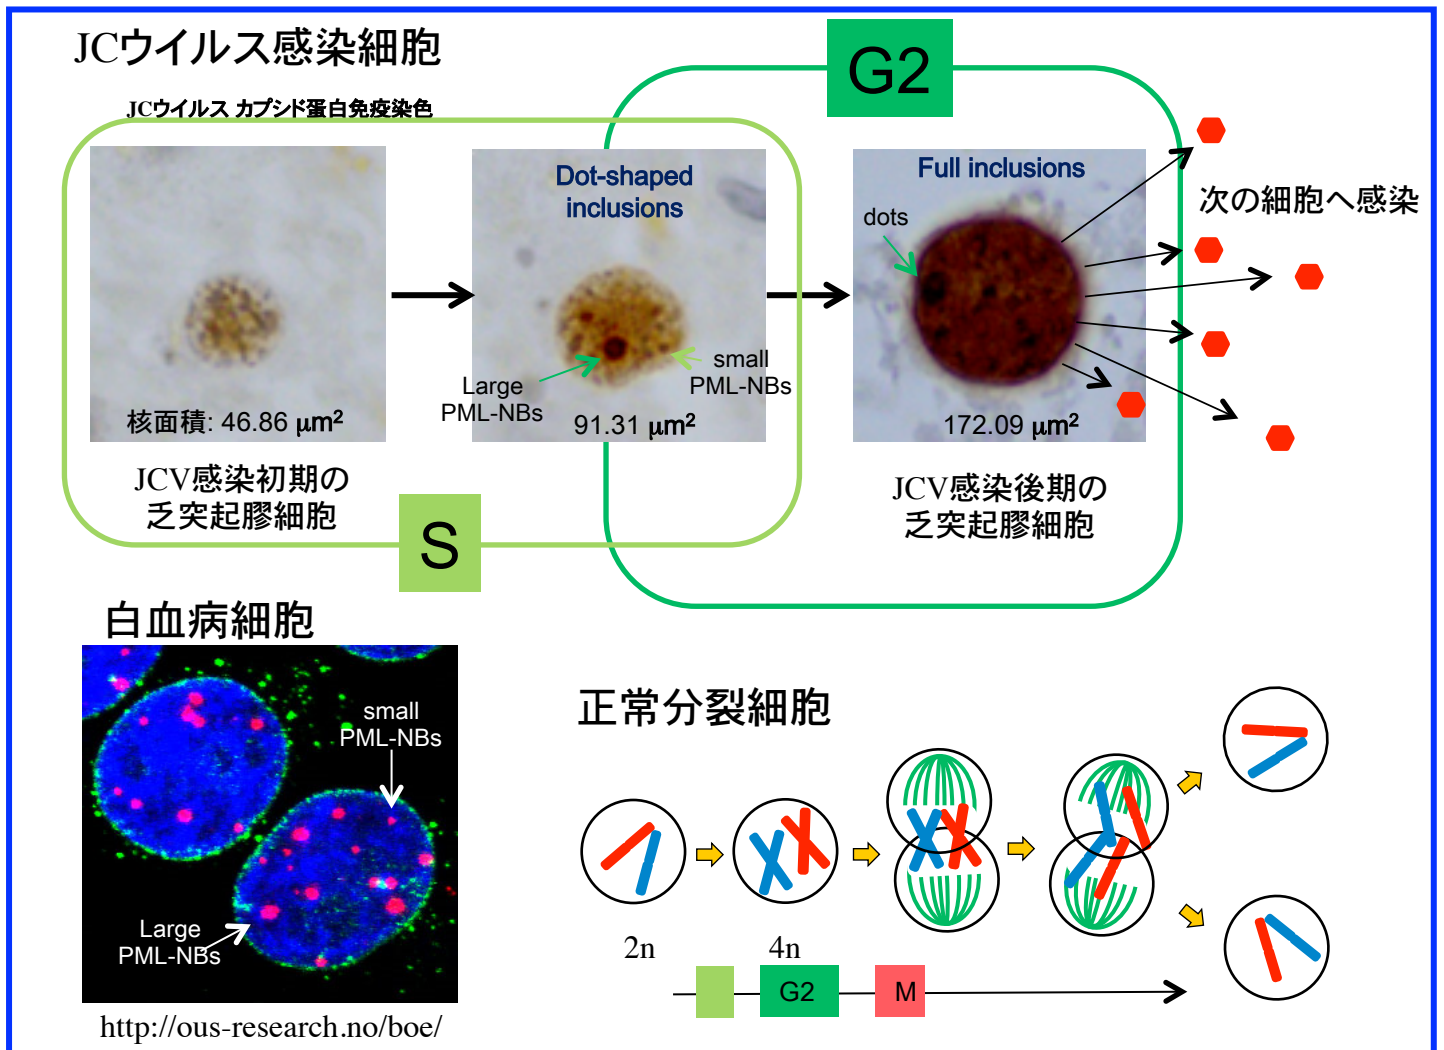 JCウイルス感染細胞
G2
JCウイルス カプシド蛋白免疫染色
Dot-shaped
inclusions
Full inclusions
dots
次の細胞へ感染
Large
PML-NBs
small
PML-NBs
核面積: 46.86 μm²
91.31 μm²
172.09 μm²
JCV感染初期の
乏突起膠細胞
JCV感染後期の
乏突起膠細胞
S
白血病細胞
small
PML-NBs
Large
PML-NBs
http://ous-research.no/boe/
正常分裂細胞
2n
4n
G2
M